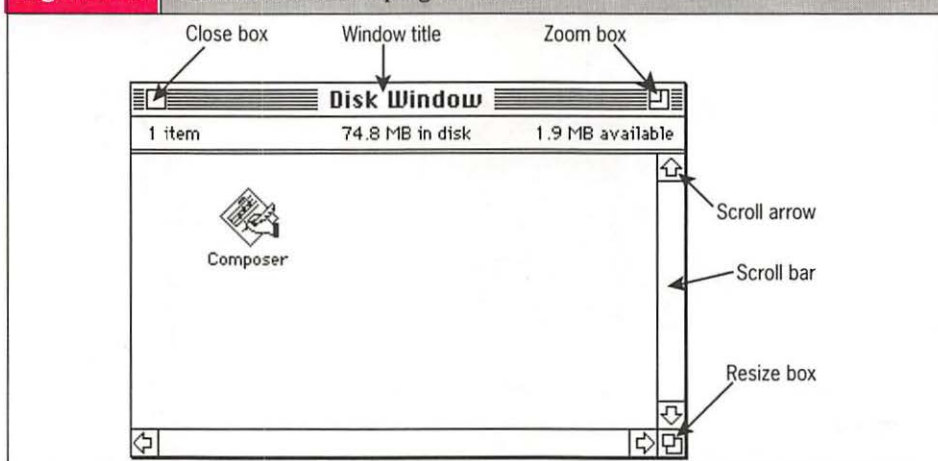 Close box Window title Zoom box
Disk Window
1 item 74.8 MB in disk 1.9 MB available
Scroll arrow
Composer
Scroll bar
Resize box